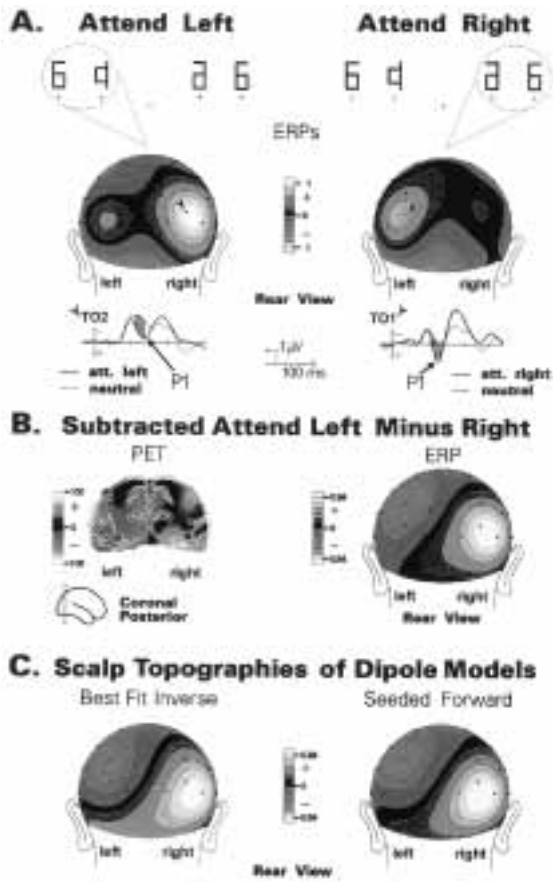 A. Attend Left Attend Right
ERPs
left right
left right
Rear View
TO2
TO1
P1
P1
1µV
100 ms
att. left
neutral
att. right
neutral
B. Subtracted Attend Left Minus Right
PET ERP
left right
Coronal
Posterior
left right
Rear View
C. Scalp Topographies of Dipole Models
Best Fit Inverse Seeded Forward
left right
left right
Rear View